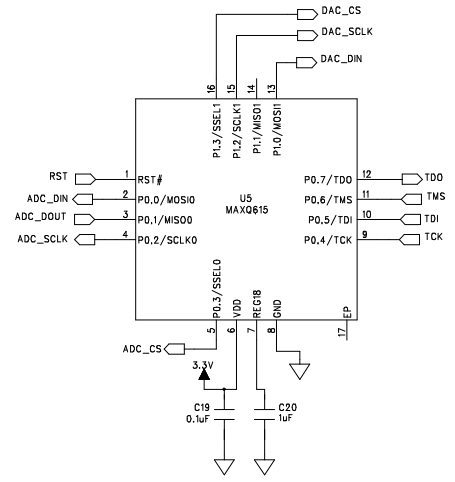 DAC_CS
DAC_SCLK
DAC_DIN
16 15 14 13
P1.3/SSEL1 P1.2/SCLK1 P1.1/MISO1 P1.0/MOSI1
RST 1 RST# P0.7/TDO 12 TDO
ADC_DIN 2 P0.0/MOSI0 U5 P0.6/TMS 11 TMS
ADC_DOUT 3 P0.1/MISO0 MAXQ615 P0.5/TDI 10 TDI
ADC_SCLK 4 P0.2/SCLK0 P0.4/TCK 9 TCK
P0.3/SSEL0 VDD REG18 GND EP
5 6 7 8 17
ADC_CS
3.3V
C19 C20
0.1uF 1uF